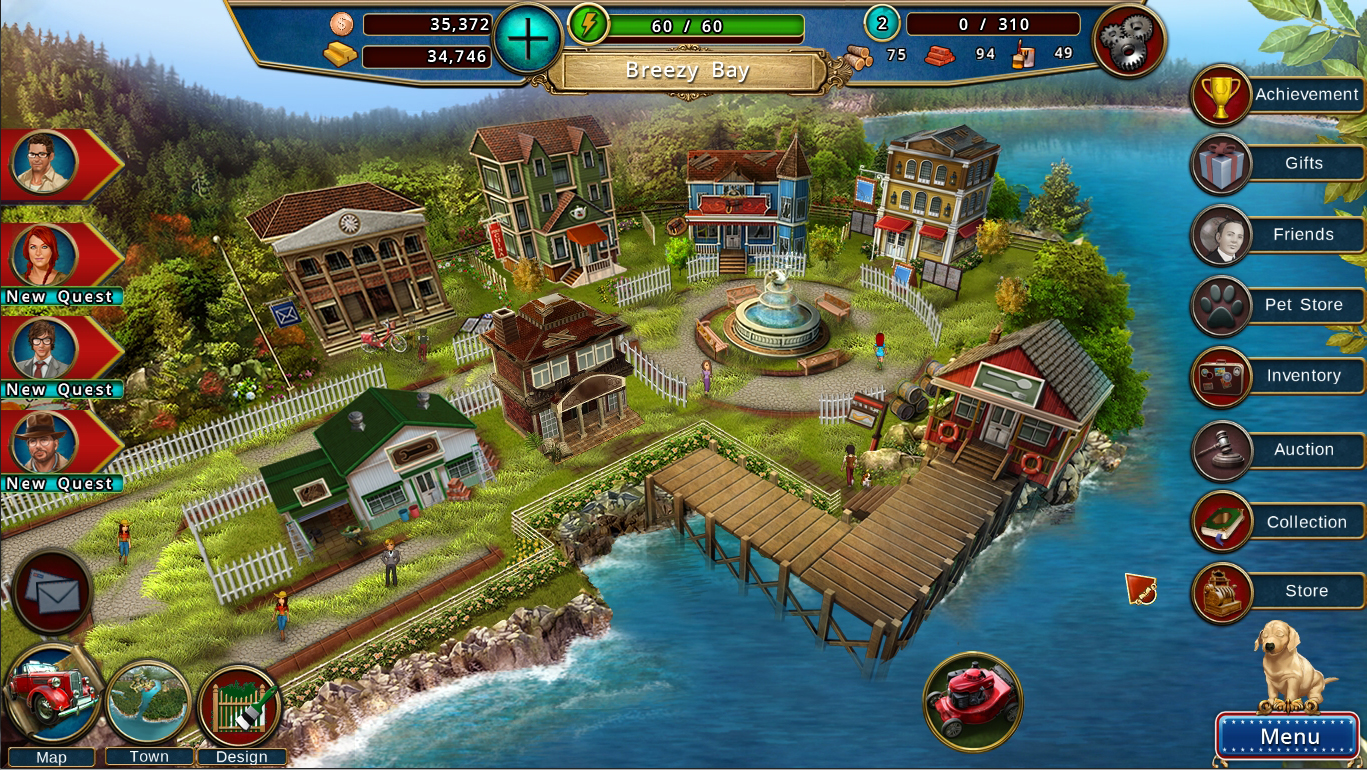 35,372
60 / 60
2
0 / 310
34,746
75
94
49
Breezy Bay
Achievement
Gifts
Friends
New Quest
Pet Store
New Quest
Inventory
Auction
New Quest
Collection
Store
Menu
Map
Town
Design